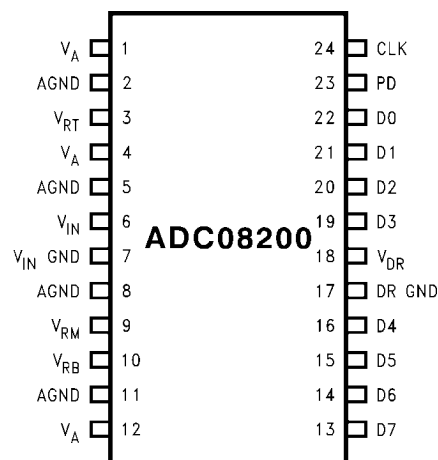 V_A 1 24 CLK
AGND 2 23 PD
V_RT 3 22 D0
V_A 4 21 D1
AGND 5 20 D2
V_IN 6 19 D3
ADC08200
V_IN GND 7 18 V_DR
AGND 8 17 DR GND
V_RM 9 16 D4
V_RB 10 15 D5
AGND 11 14 D6
V_A 12 13 D7